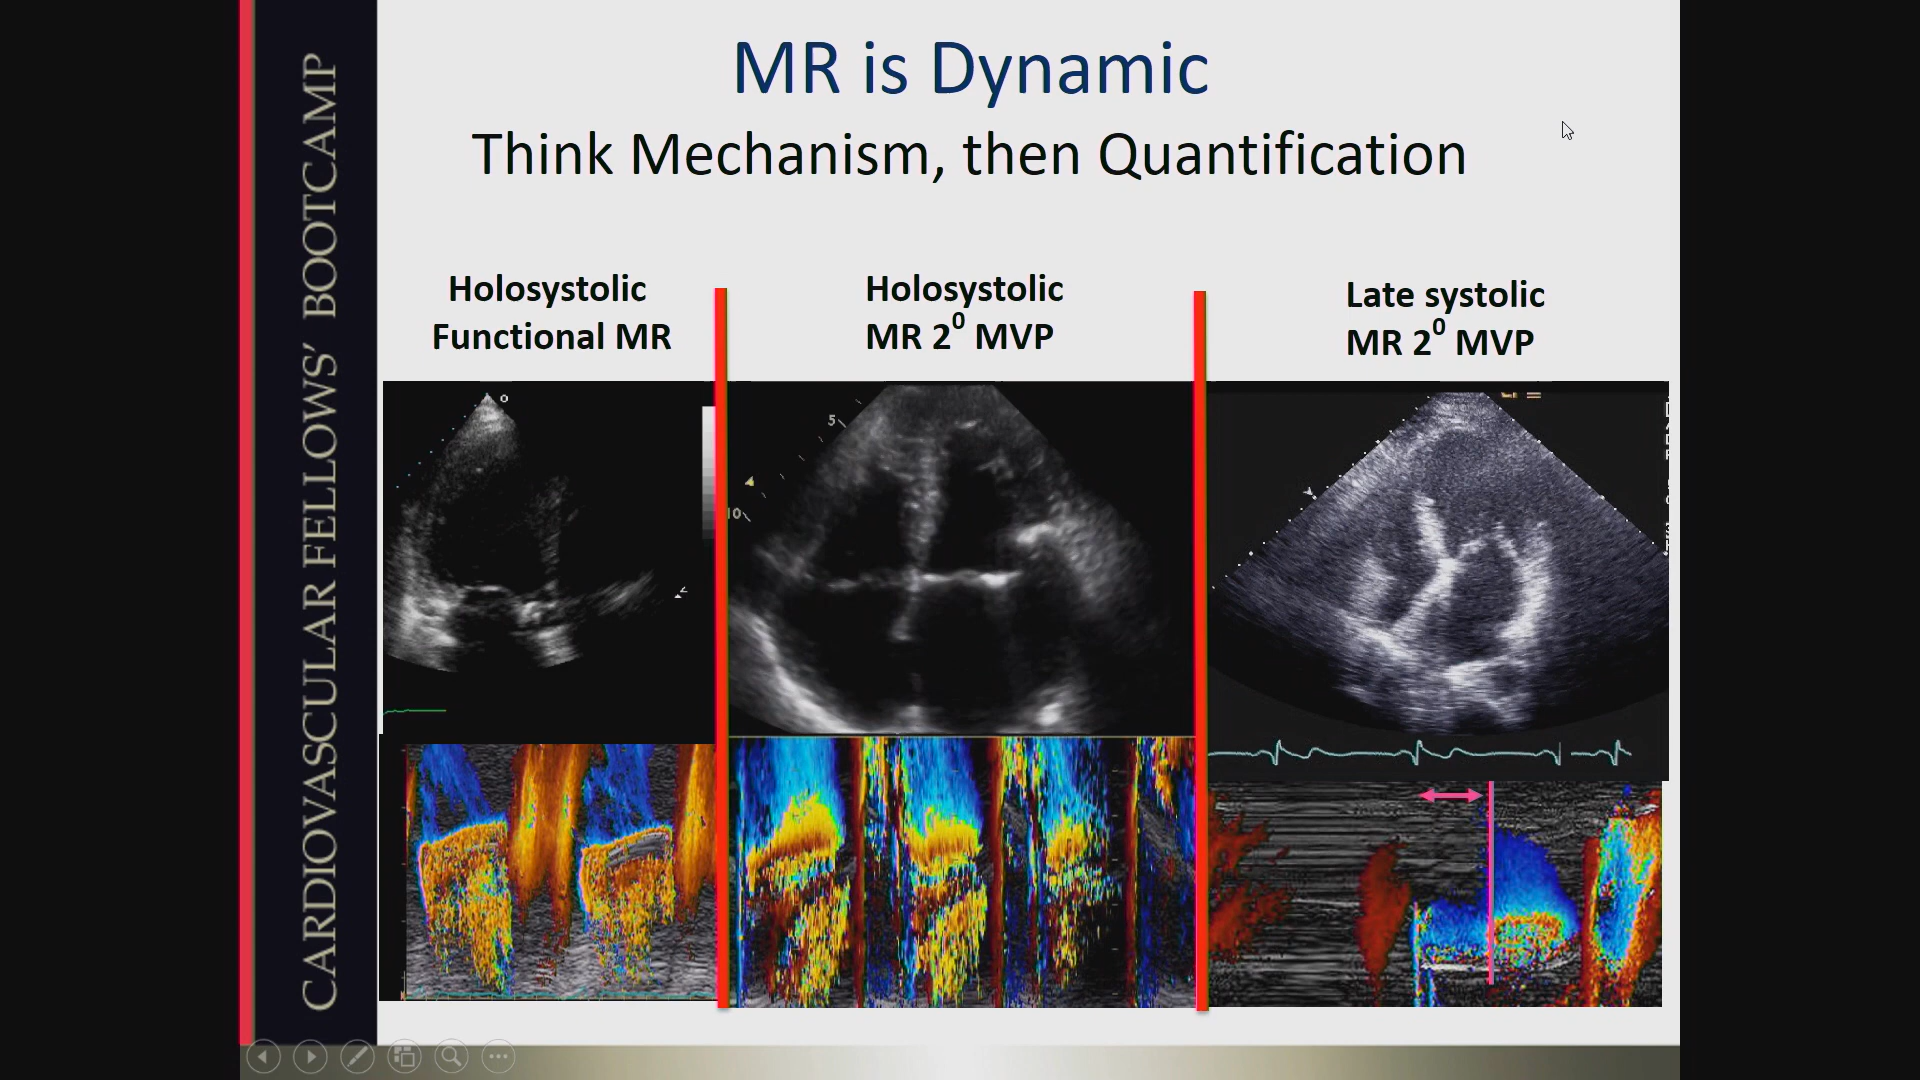 CARDIOVASCULAR FELLOWS' BOOTCAMP
MR is Dynamic
Think Mechanism, then Quantification
Holosystolic
Functional MR
Holosystolic
MR 2⁰ MVP
Late systolic
MR 2⁰ MVP
5